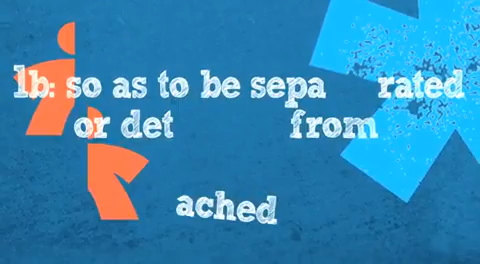 1b: so as to be sepa rated
or det from
ached